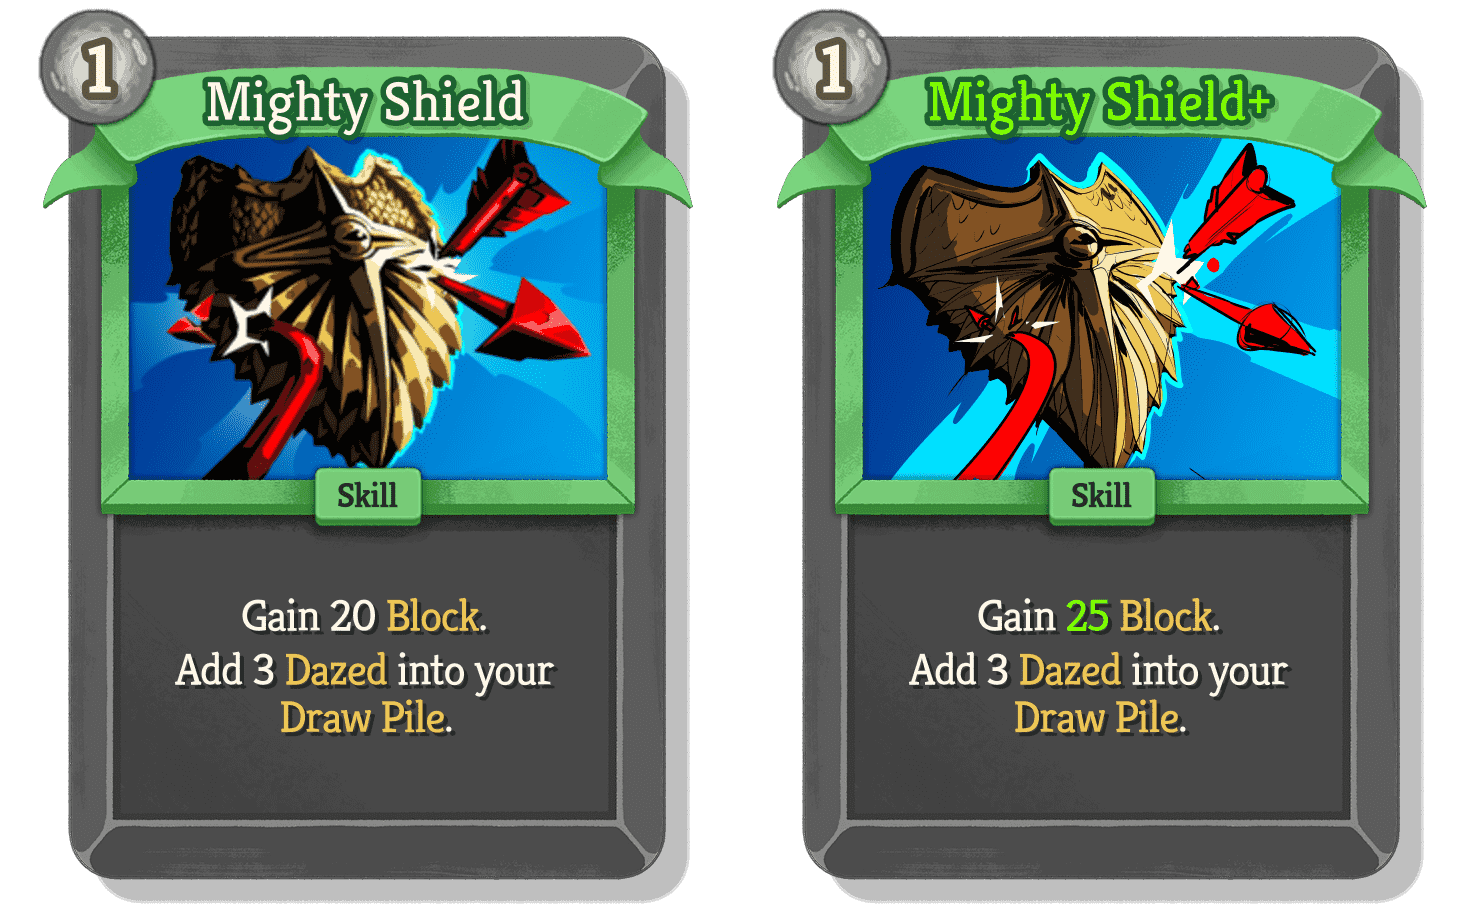 1
Mighty Shield
Skill
Gain 20 Block.
Add 3 Dazed into your
Draw Pile.
1
Mighty Shield+
Skill
Gain 25 Block.
Add 3 Dazed into your
Draw Pile.